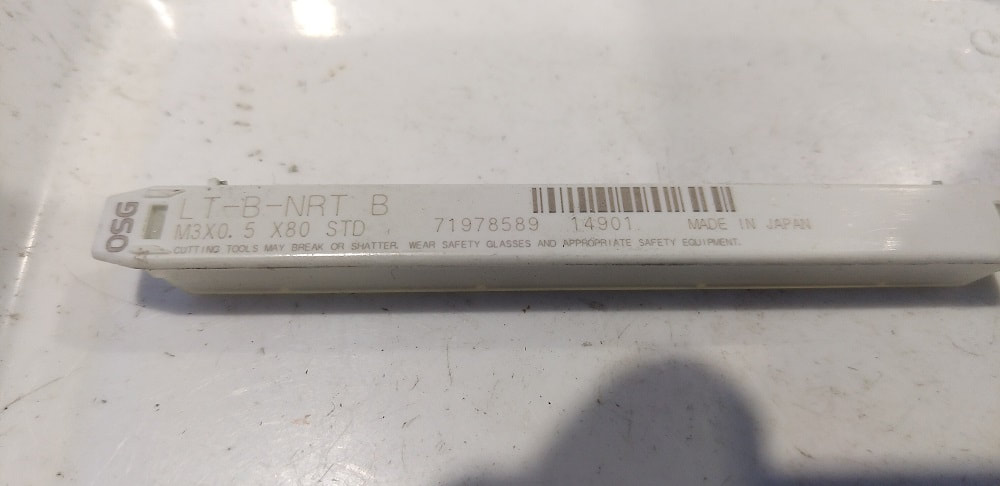 OSG
LT-B-NRT B
M3X0.5 X80 STD 71978589 14901 MADE IN JAPAN
CUTTING TOOLS MAY BREAK OR SHATTER. WEAR SAFETY GLASSES AND APPROPRIATE SAFETY EQUIPMENT.